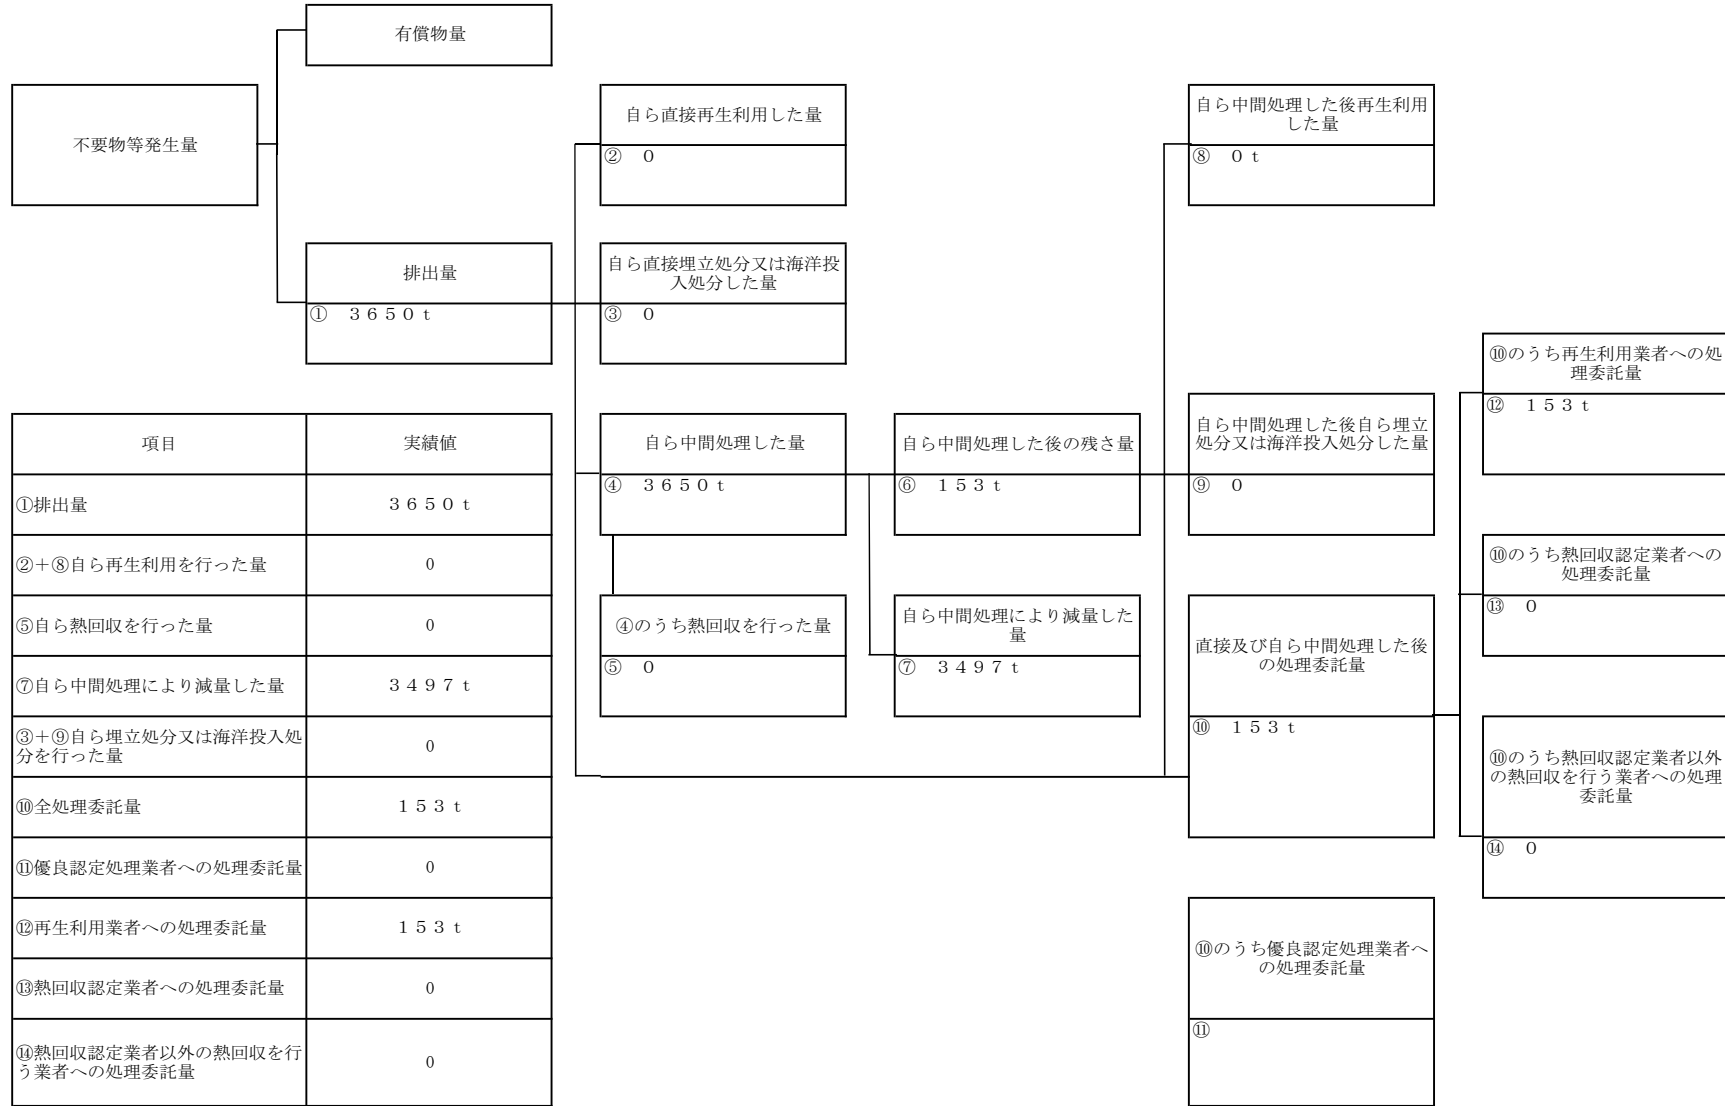 有償物量
不要物等発生量
自ら直接再生利用した量
②　０
自ら中間処理した後再生利用
した量
⑧　０ｔ
排出量
①　３６５０ｔ
自ら直接埋立処分又は海洋投
入処分した量
③　０
⑩のうち再生利用業者への処
理委託量
⑫　１５３ｔ
自ら中間処理した量
④　３６５０ｔ
自ら中間処理した後の残さ量
⑥　１５３ｔ
自ら中間処理した後自ら埋立
処分又は海洋投入処分した量
⑨　０
⑩のうち熱回収認定業者への
処理委託量
⑬　０
④のうち熱回収を行った量
⑤　０
自ら中間処理により減量した
量
⑦　３４９７ｔ
直接及び自ら中間処理した後
の処理委託量
⑩　１５３ｔ
⑩のうち熱回収認定業者以外
の熱回収を行う業者への処理
委託量
⑭　０
⑩のうち優良認定処理業者へ
の処理委託量
⑪
項目　実績値
①排出量　３６５０ｔ
②＋⑧自ら再生利用を行った量　0
⑤自ら熱回収を行った量　0
⑦自ら中間処理により減量した量　３４９７ｔ
③＋⑨自ら埋立処分又は海洋投入処
分を行った量　0
⑩全処理委託量　１５３ｔ
⑪優良認定処理業者への処理委託量　0
⑫再生利用業者への処理委託量　１５３ｔ
⑬熱回収認定業者への処理委託量　0
⑭熱回収認定業者以外の熱回収を行
う業者への処理委託量　0